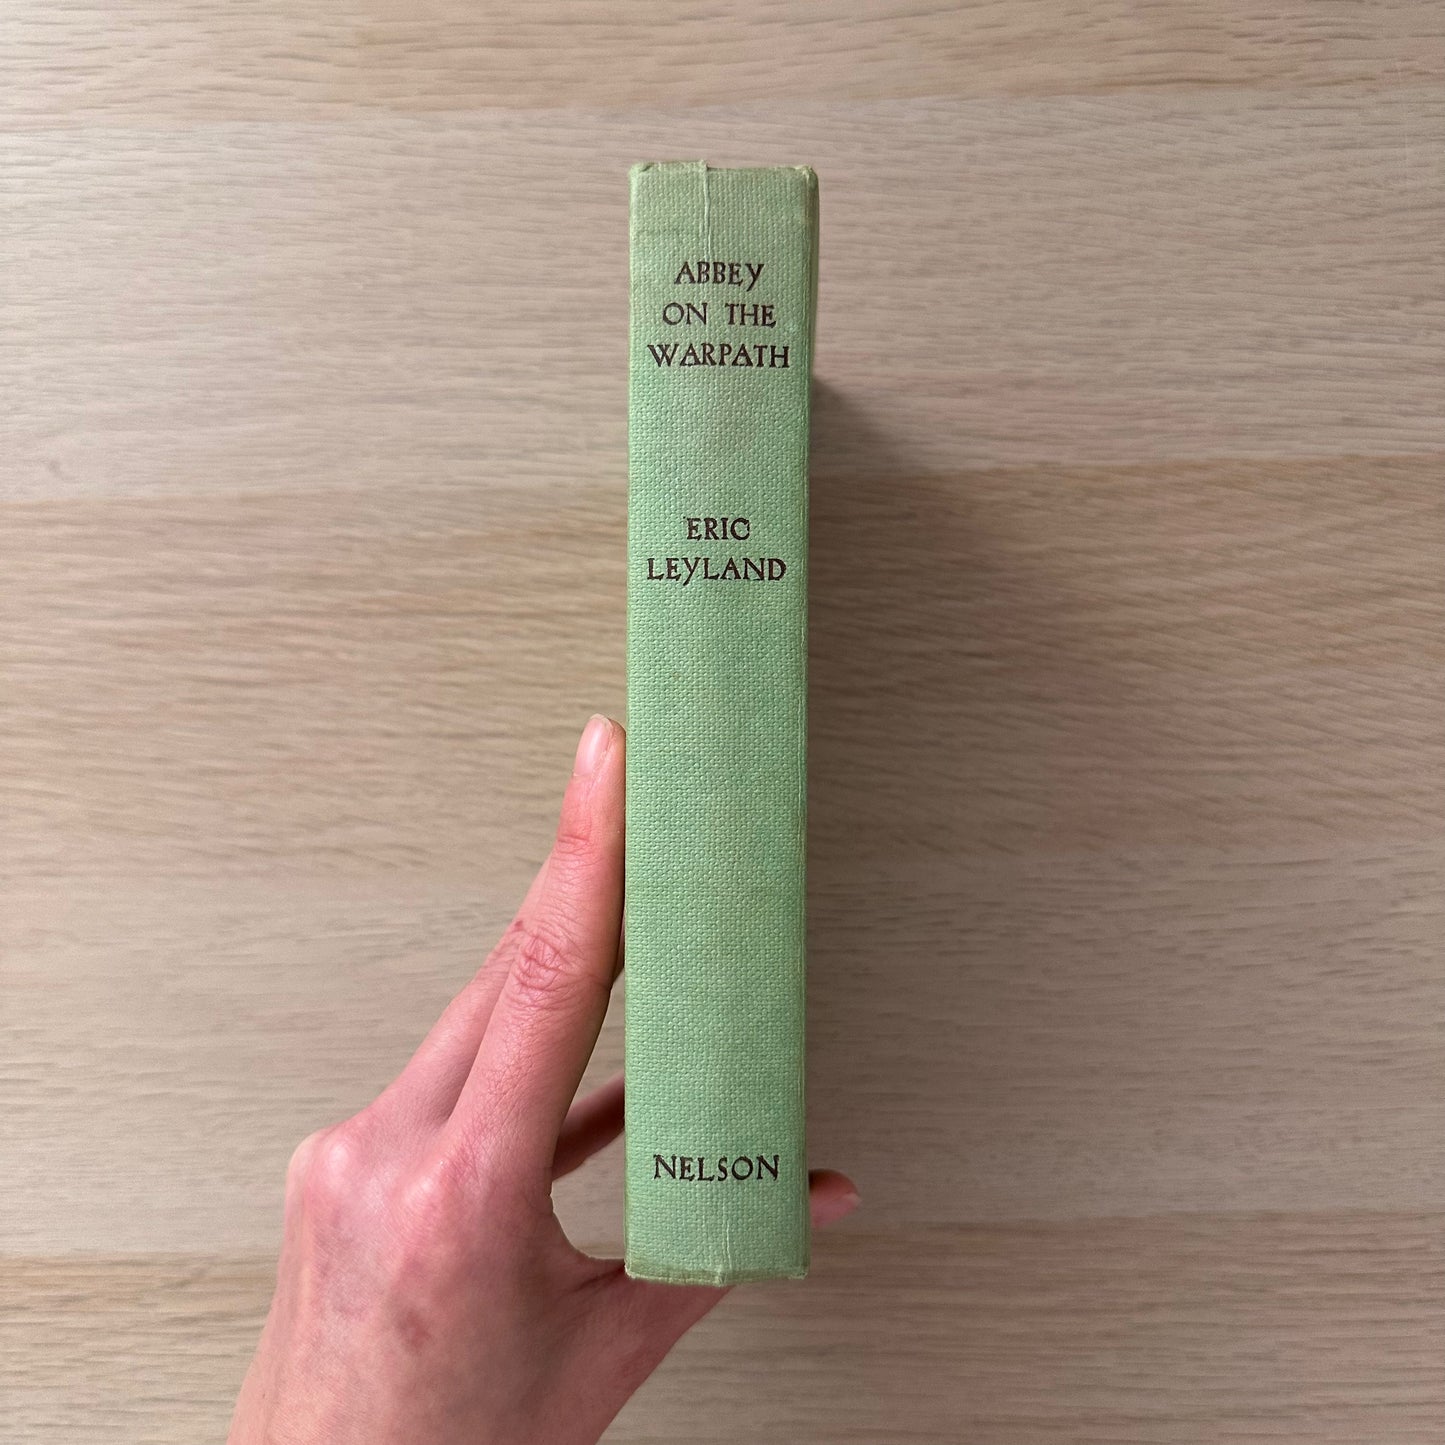 ABBEY
ON THE
WARPATH
ERIC
LEYLAND
NELSON